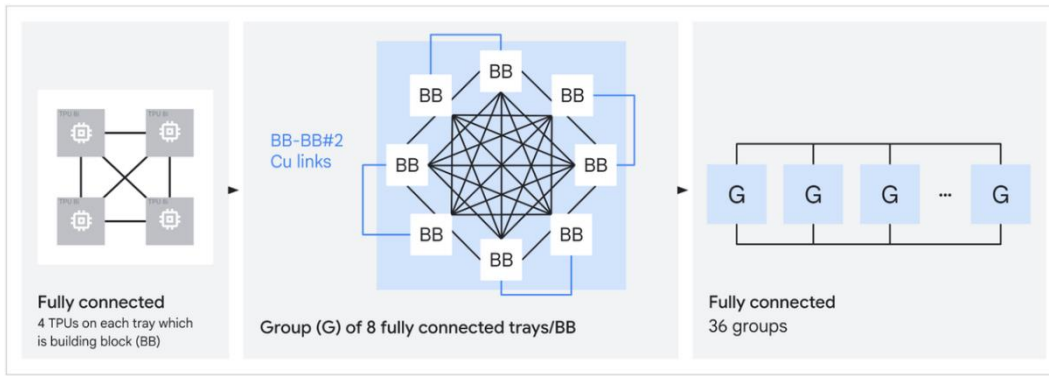 TPU 8i
TPU 8i
TPU 8i
TPU 8i
Fully connected
4 TPUs on each tray which
is building block (BB)
BB-BB#2
Cu links
BB
BB
BB
BB
BB
BB
BB
BB
Group (G) of 8 fully connected trays/BB
G
G
G
...
G
Fully connected
36 groups